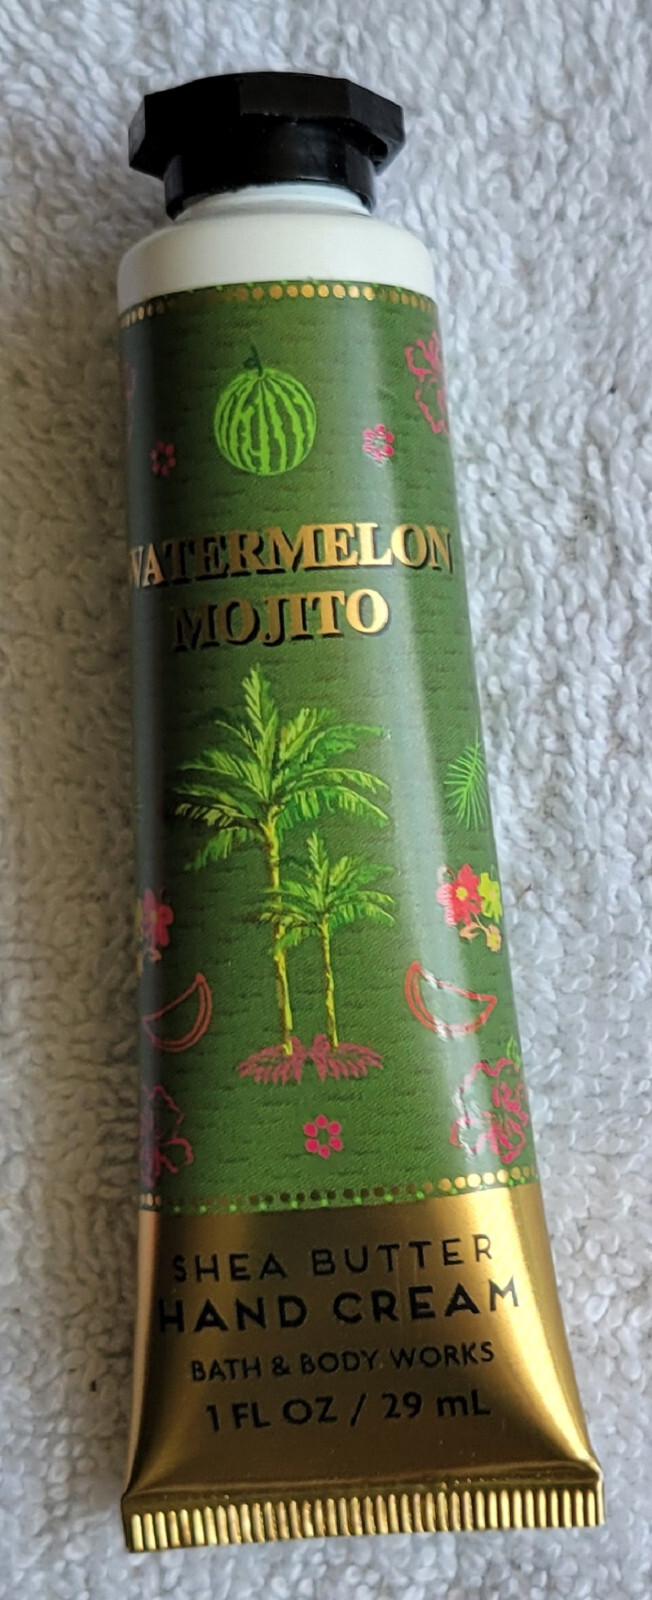 WATERMELON
MOJITO
SHEA BUTTER
HAND CREAM
BATH & BODY WORKS
1 FL OZ / 29 mL